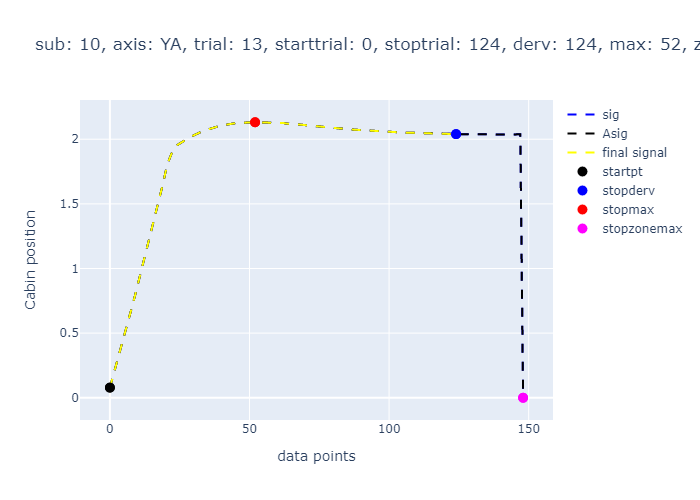 sub: 10, axis: YA, trial: 13, starttrial: 0, stoptrial: 124, derv: 124, max: 52, z
sig
Asig
final signal
startpt
stopderv
stopmax
stopzonemax
Cabin position
2
1.5
1
0.5
0
0
50
100
150
data points